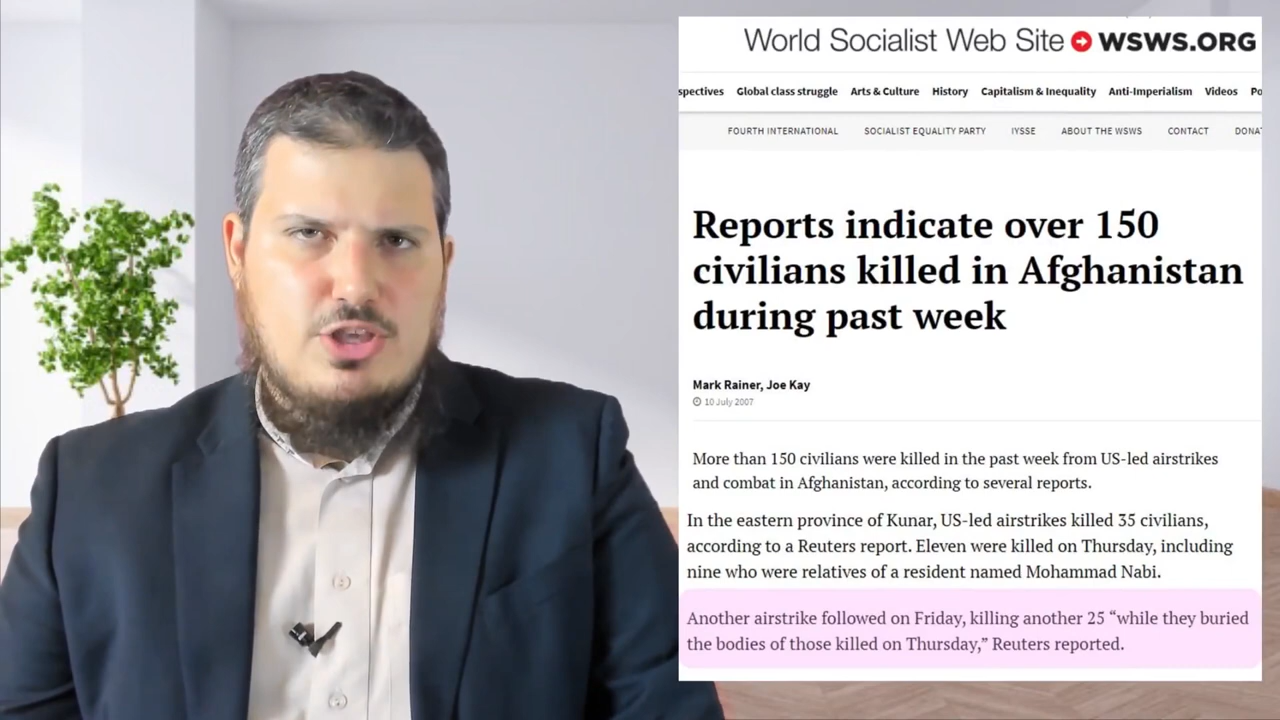 World Socialist Web Site WSWS.ORG
spectives Global class struggle Arts & Culture History Capitalism & Inequality Anti-Imperialism Videos Po
FOURTH INTERNATIONAL SOCIALIST EQUALITY PARTY IYSSE ABOUT THE WSWS CONTACT DONAT
Reports indicate over 150
civilians killed in Afghanistan
during past week
Mark Rainer, Joe Kay
10 July 2007
More than 150 civilians were killed in the past week from US-led airstrikes
and combat in Afghanistan, according to several reports.
In the eastern province of Kunar, US-led airstrikes killed 35 civilians,
according to a Reuters report. Eleven were killed on Thursday, including
nine who were relatives of a resident named Mohammad Nabi.
Another airstrike followed on Friday, killing another 25 “while they buried
the bodies of those killed on Thursday,” Reuters reported.